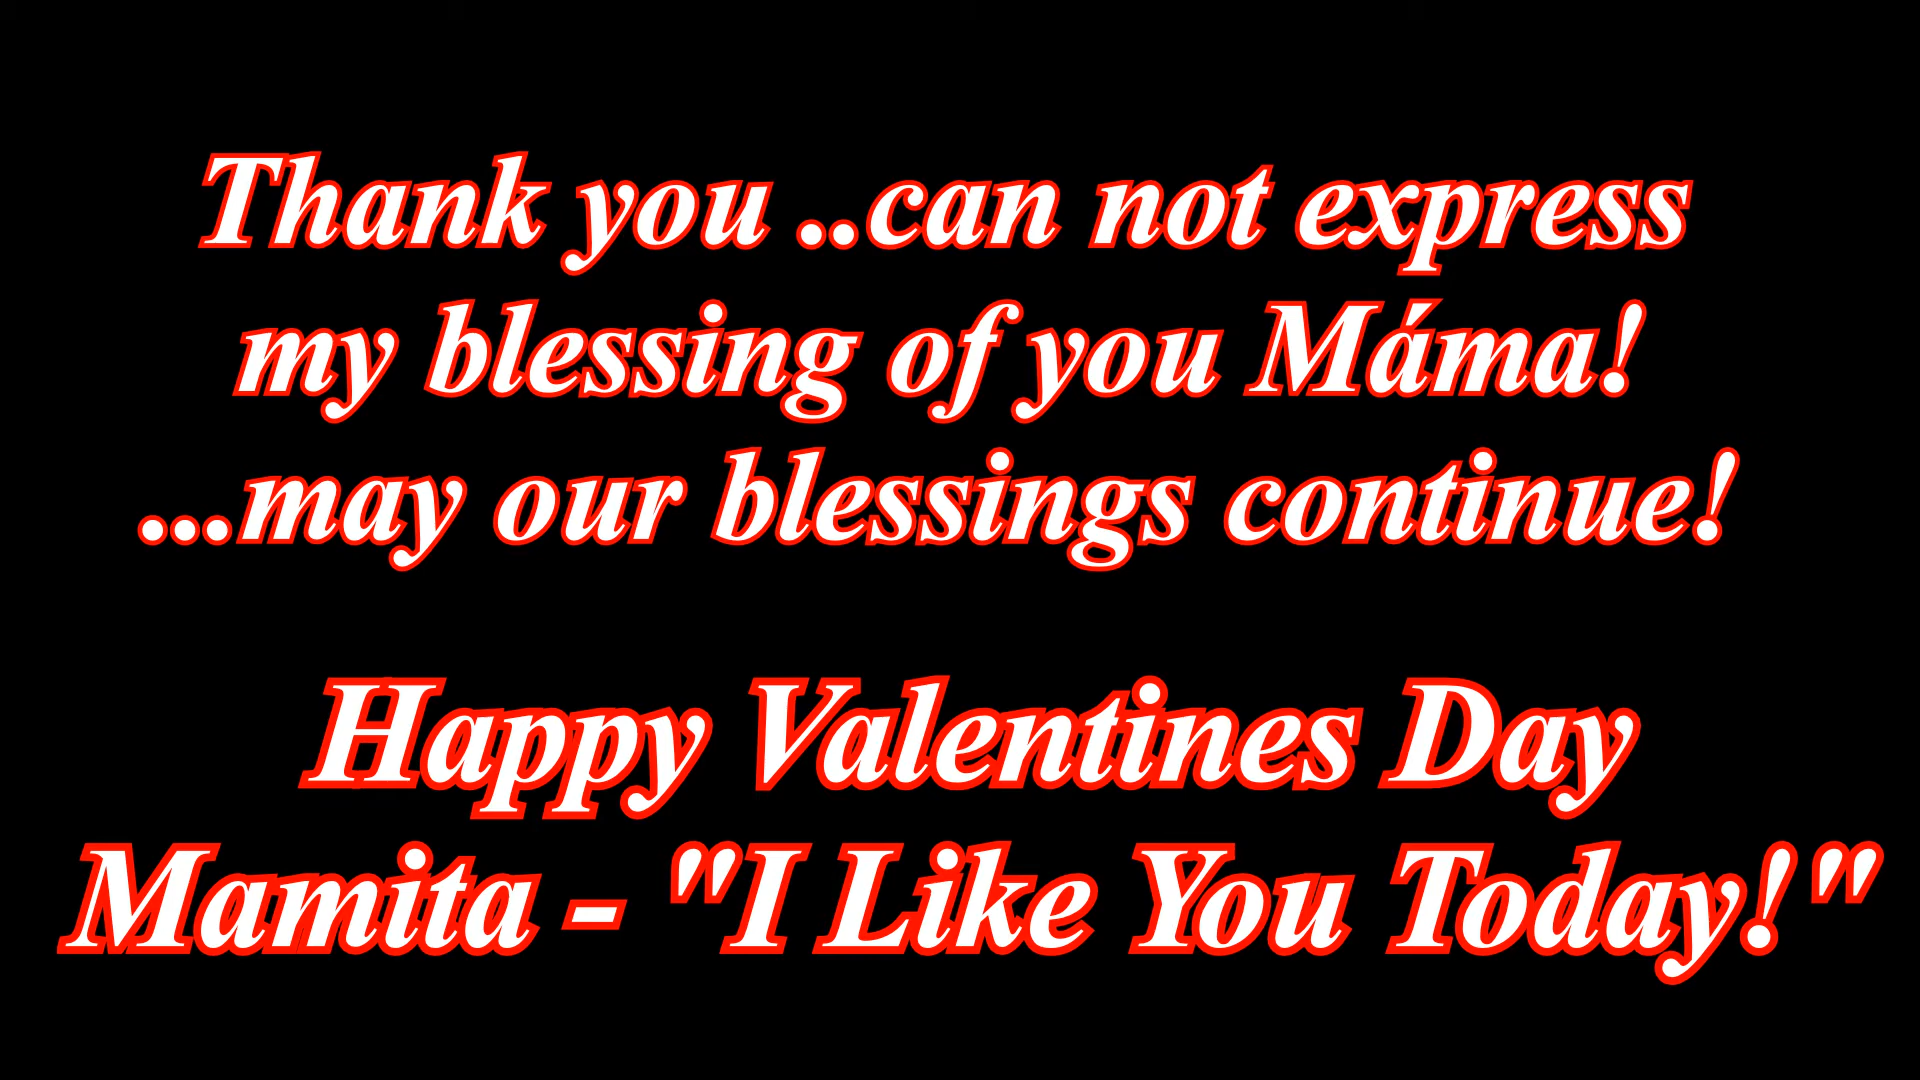 Thank you ..can not express
my blessing of you Máma!
...may our blessings continue!
Happy Valentines Day
Mamita - "I Like You Today!"